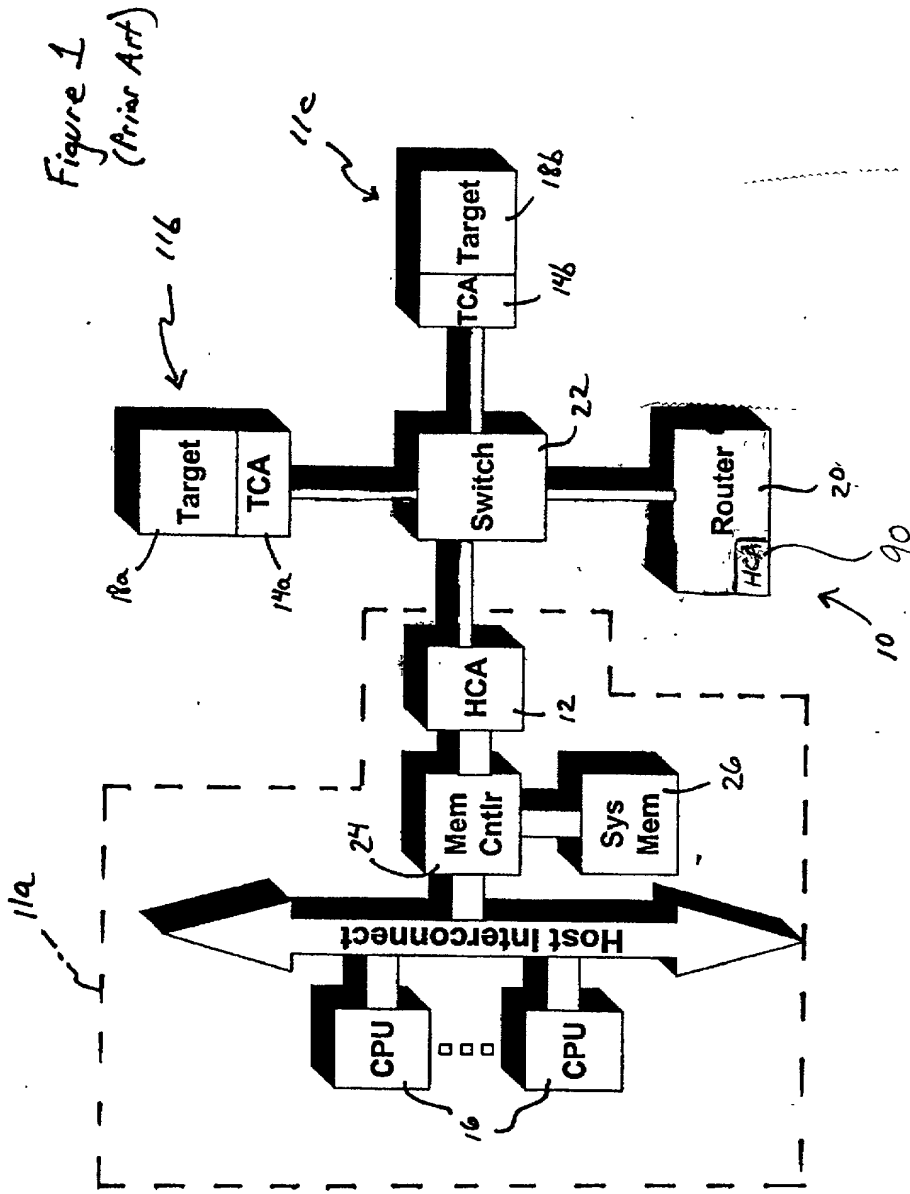 Figure 1
(Prior Art)
11a
11b
11c
Target
TCA
18a
14a
TCA Target
14b
18b
Switch
22
Router
HCA
20
90
10
HCA
12
Mem
Cntlr
24
Sys
Mem
26
Host Interconnect
CPU
CPU
16